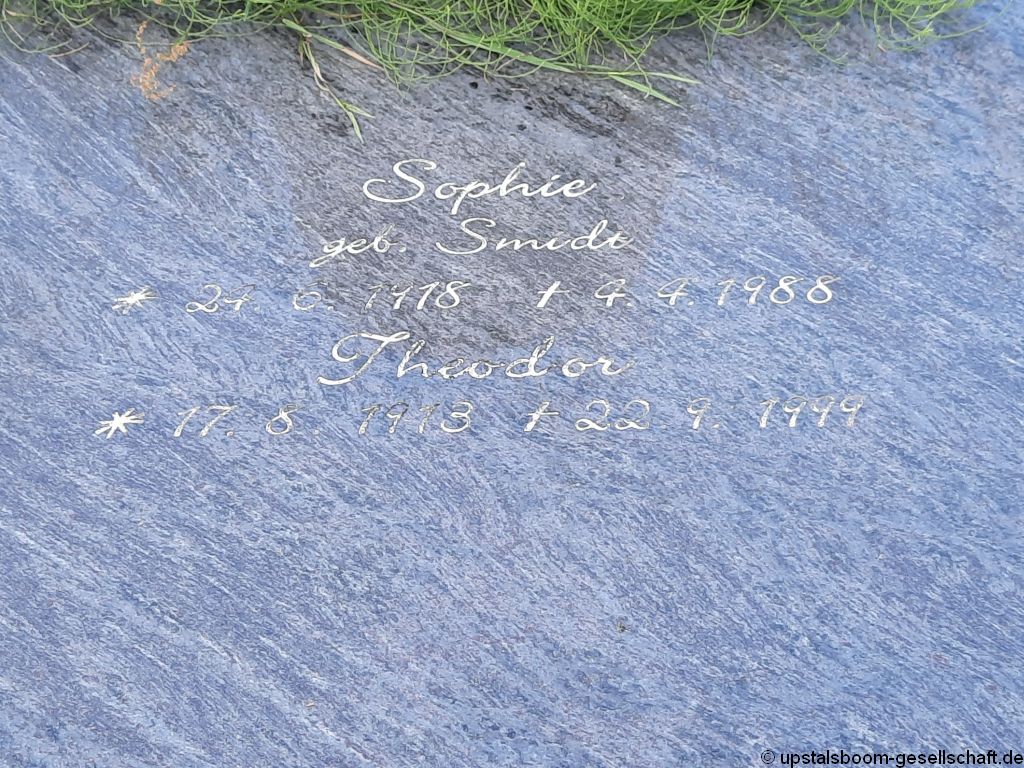 Sophie
geb. Smidt
* 24. 6. 1918 † 4. 4. 1988
Theodor
* 17. 8. 1913 † 22. 9. 1999
© upstalsboom-gesellschaft.de